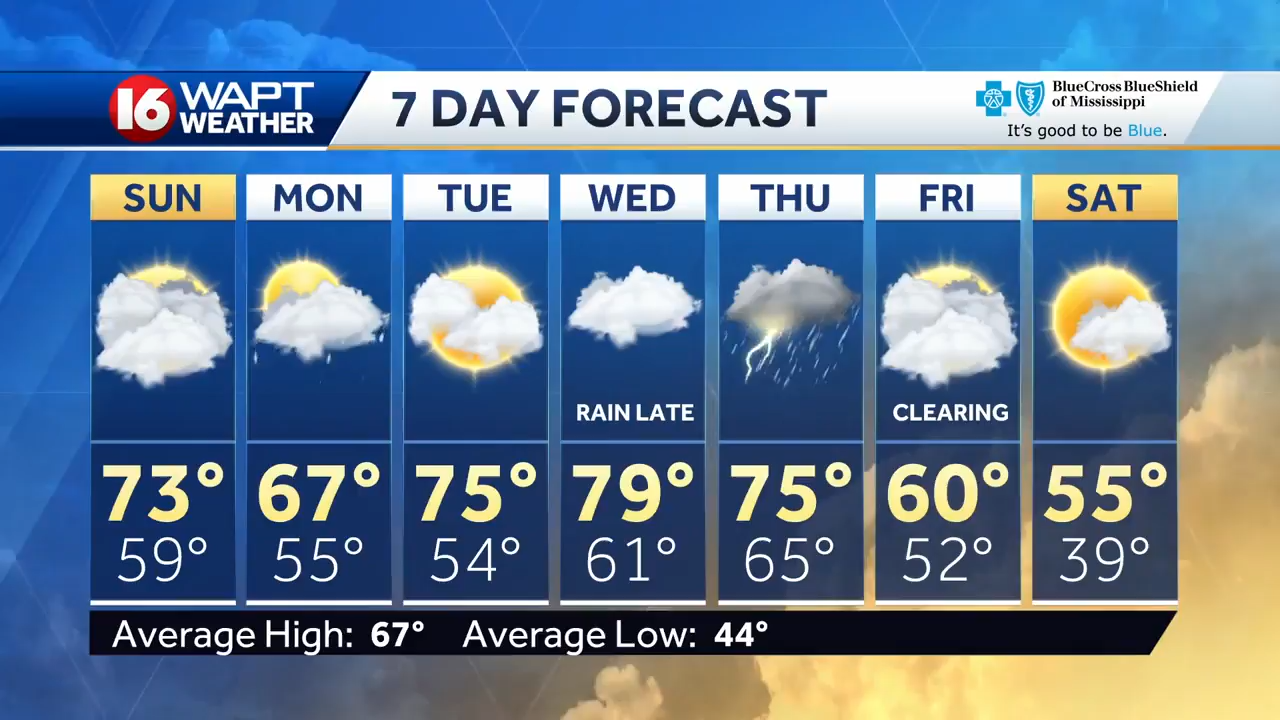 16 WAPT
WEATHER
7 DAY FORECAST
BlueCross BlueShield
of Mississippi
It's good to be Blue.
SUN MON TUE WED THU FRI SAT
RAIN LATE CLEARING
73° 67° 75° 79° 75° 60° 55°
59° 55° 54° 61° 65° 52° 39°
Average High: 67° Average Low: 44°